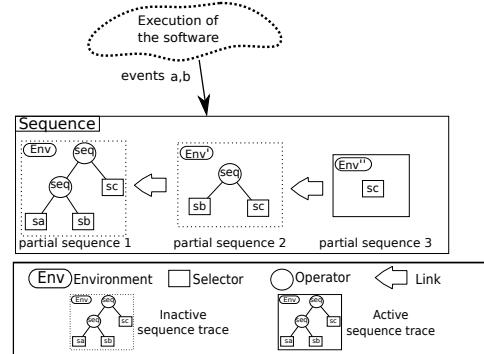 Execution of
the software
events a,b
Sequence
Env
seq
seq
sc
sa
sb
partial sequence 1
Env'
seq
sb
sc
partial sequence 2
Env''
sc
partial sequence 3
Env Environment
Selector
Operator
Link
Env
seq
seq
sc
sa
sb
Inactive
sequence trace
Env
seq
seq
sc
sa
sb
Active
sequence trace